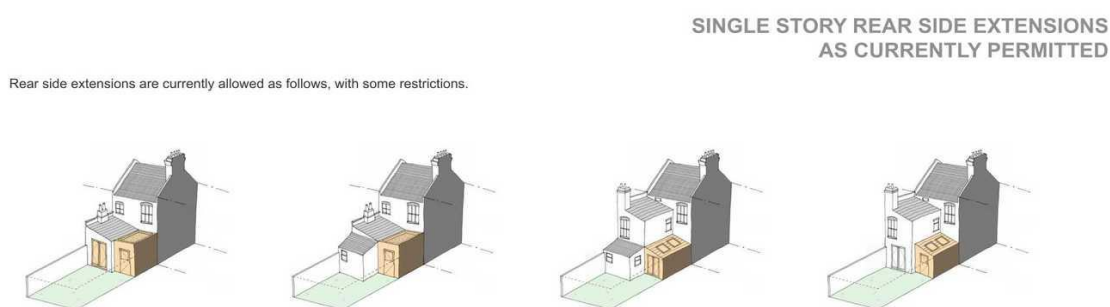 SINGLE STORY REAR SIDE EXTENSIONS
AS CURRENTLY PERMITTED
Rear side extensions are currently allowed as follows, with some restrictions.